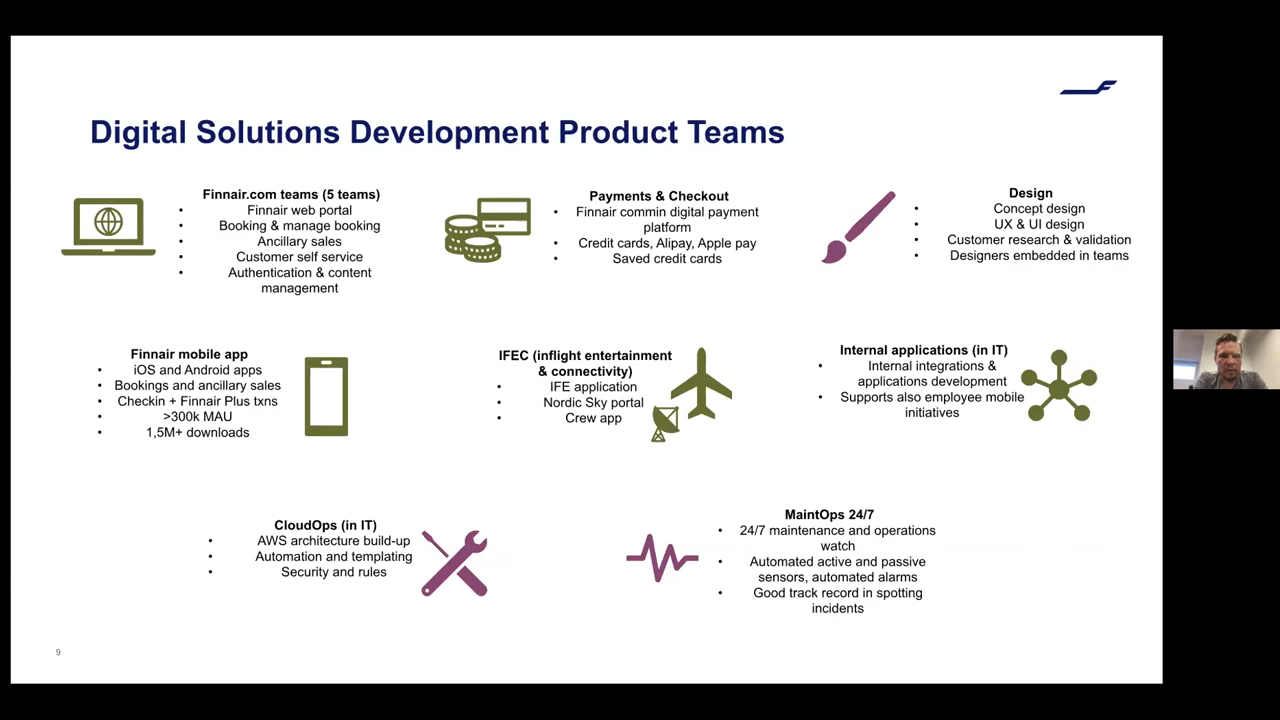 Digital Solutions Development Product Teams
Finnair.com teams (5 teams)
• Finnair web portal
• Booking & manage booking
• Ancillary sales
• Customer self service
• Authentication & content
management
Payments & Checkout
• Finnair commin digital payment
platform
• Credit cards, Alipay, Apple pay
• Saved credit cards
Design
• Concept design
• UX & UI design
• Customer research & validation
• Designers embedded in teams
Finnair mobile app
• iOS and Android apps
• Bookings and ancillary sales
• Checkin + Finnair Plus txns
• >300k MAU
• 1,5M+ downloads
IFEC (inflight entertainment
& connectivity)
• IFE application
• Nordic Sky portal
• Crew app
Internal applications (in IT)
• Internal integrations &
applications development
• Supports also employee mobile
initiatives
CloudOps (in IT)
• AWS architecture build-up
• Automation and templating
• Security and rules
MaintOps 24/7
• 24/7 maintenance and operations
watch
• Automated active and passive
sensors, automated alarms
• Good track record in spotting
incidents
9